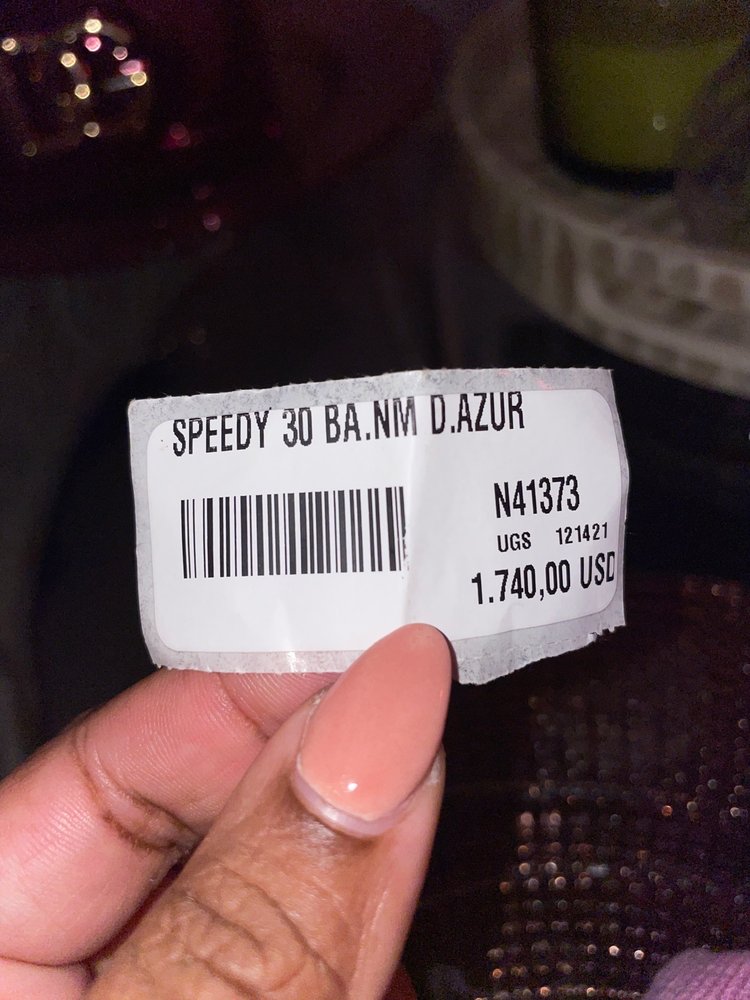 SPEEDY 30 BA.NM D.AZUR
N41373
UGS 121421
1.740,00 USD